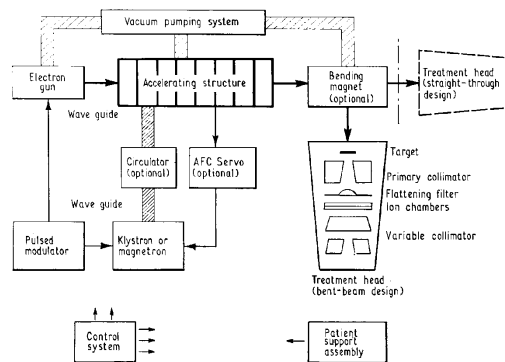 Vacuum pumping system
Electron
gun
Accelerating structure
Bending
magnet
(optional)
Treatment head
(straight-through
design)
Wave guide
Circulator
(optional)
AFC Servo
(optional)
Target
Primary collimator
Flattening filter
Ion chambers
Variable collimator
Wave guide
Pulsed
modulator
Klystron or
magnetron
Treatment head
(bent-beam design)
Control
system
Patient
support
assembly